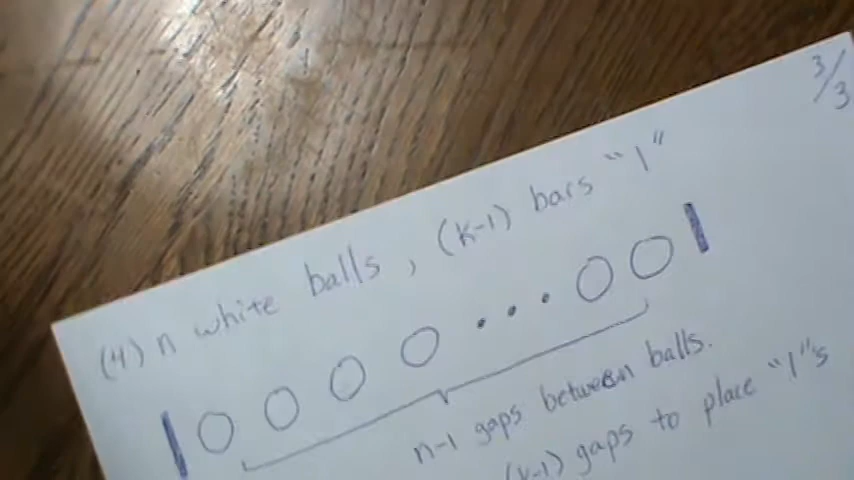 3/3
(4) n white balls, (k-1) bars "|"
| O O O O ... O O |
n-1 gaps between balls.
(k-1) gaps to place "|"s